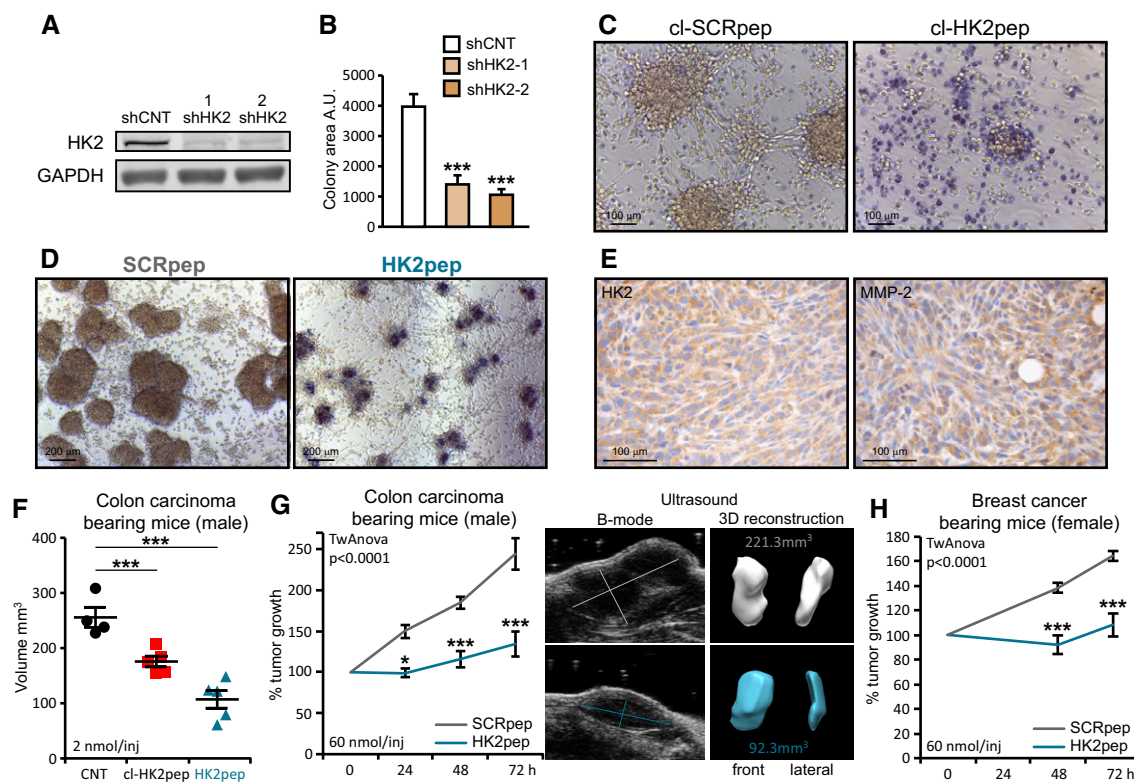 A
1 2
shCNT shHK2 shHK2
HK2
GAPDH
B
shCNT
shHK2-1
shHK2-2
Colony area A.U.
5000
4000
3000
2000
1000
0
*** ***
C
cl-SCRpep cl-HK2pep
100 µm 100 µm
D
SCRpep HK2pep
200 µm 200 µm
E
HK2 MMP-2
100 µm 100 µm
F
Colon carcinoma
bearing mice (male)
Volume mm³
400
300
200
100
0
***
***
2 nmol/inj
CNT cl-HK2pep HK2pep
G
Colon carcinoma
bearing mice (male)
% tumor growth
250
200
150
100
50
0
TwAnova
p<0.0001
* *** ***
SCRpep
HK2pep
60 nmol/inj
0 24 48 72 h
Ultrasound
B-mode 3D reconstruction
221.3mm³
92.3mm³
front lateral
H
Breast cancer
bearing mice (female)
% tumor growth
180
160
140
120
100
80
60
40
20
0
TwAnova
p<0.0001
*** ***
SCRpep
HK2pep
60 nmol/inj
0 48 72 h